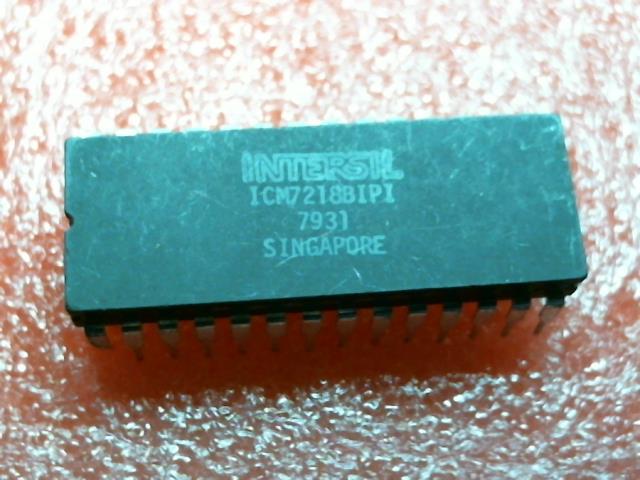 INTERSIL
ICM7218BIPI
7931
SINGAPORE